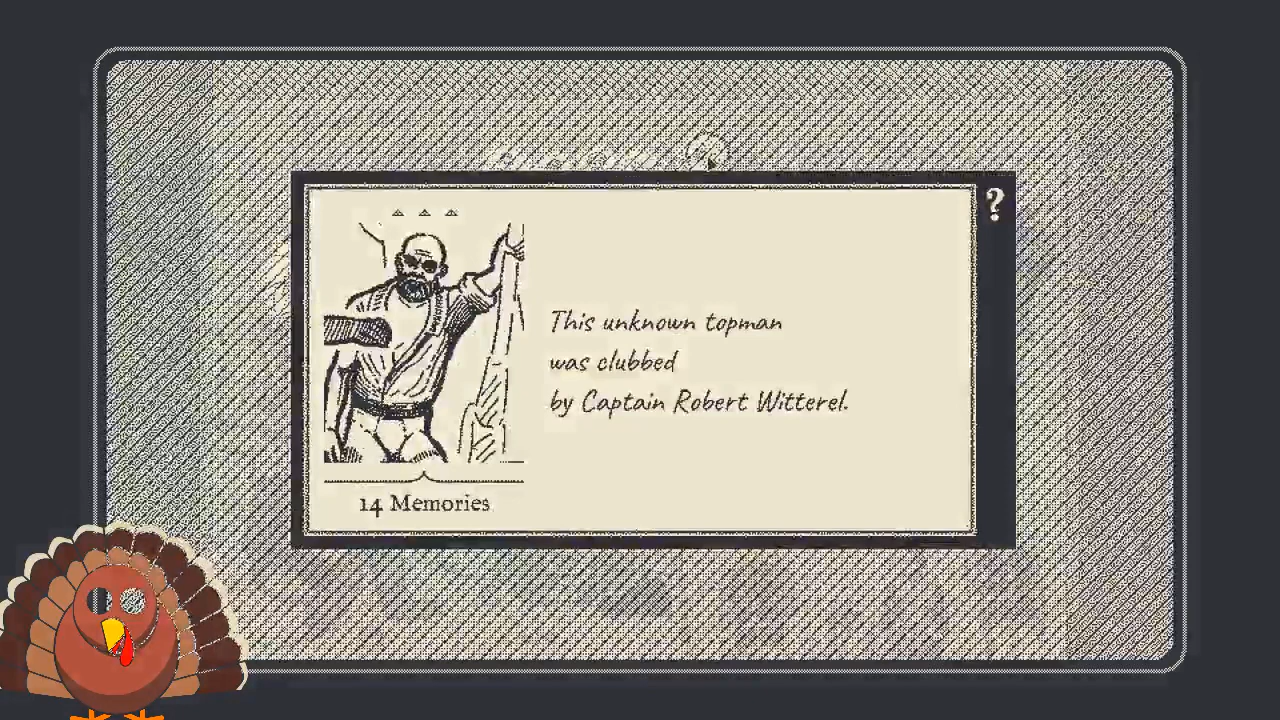 ?
This unknown topman
was clubbed
by Captain Robert Witterel.
14 Memories